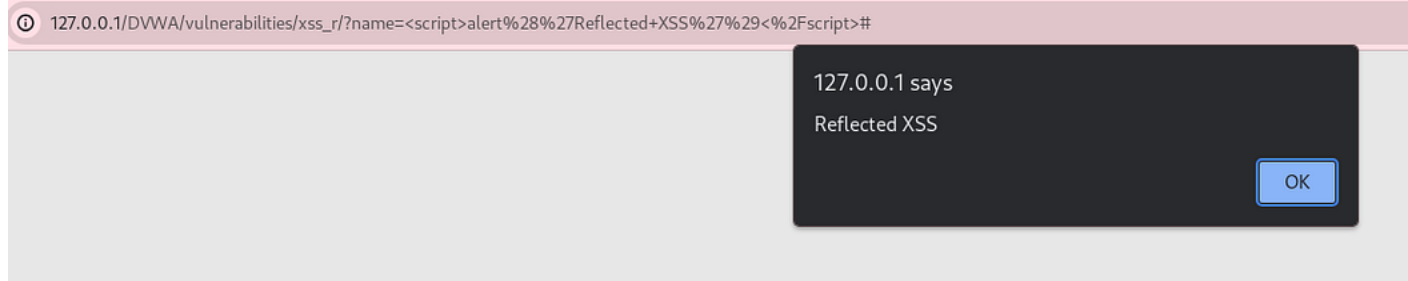 127.0.0.1/DVWA/vulnerabilities/xss_r/?name=<script>alert%28%27Reflected+XSS%27%29<%2Fscript>#
127.0.0.1 says
Reflected XSS
OK